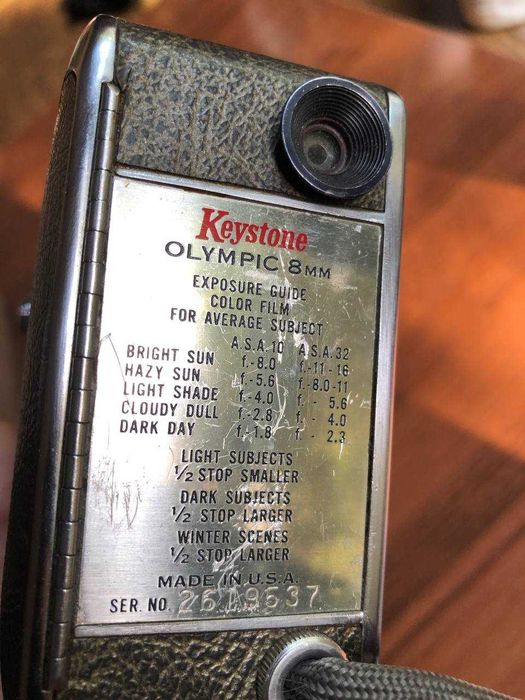 Keystone
OLYMPIC 8MM
EXPOSURE GUIDE
COLOR FILM
FOR AVERAGE SUBJECT
A.S.A. 10 A.S.A. 32
BRIGHT SUN f.-8.0 f.-11-16
HAZY SUN f.-5.6 f.-8.0-11
LIGHT SHADE f.-4.0 f. - 5.6
CLOUDY DULL f.-2.8 f. - 4.0
DARK DAY f.-1.8 f. - 2.3
LIGHT SUBJECTS
1/2 STOP SMALLER
DARK SUBJECTS
1/2 STOP LARGER
WINTER SCENES
1/2 STOP LARGER
MADE IN U.S.A.
SER. NO.